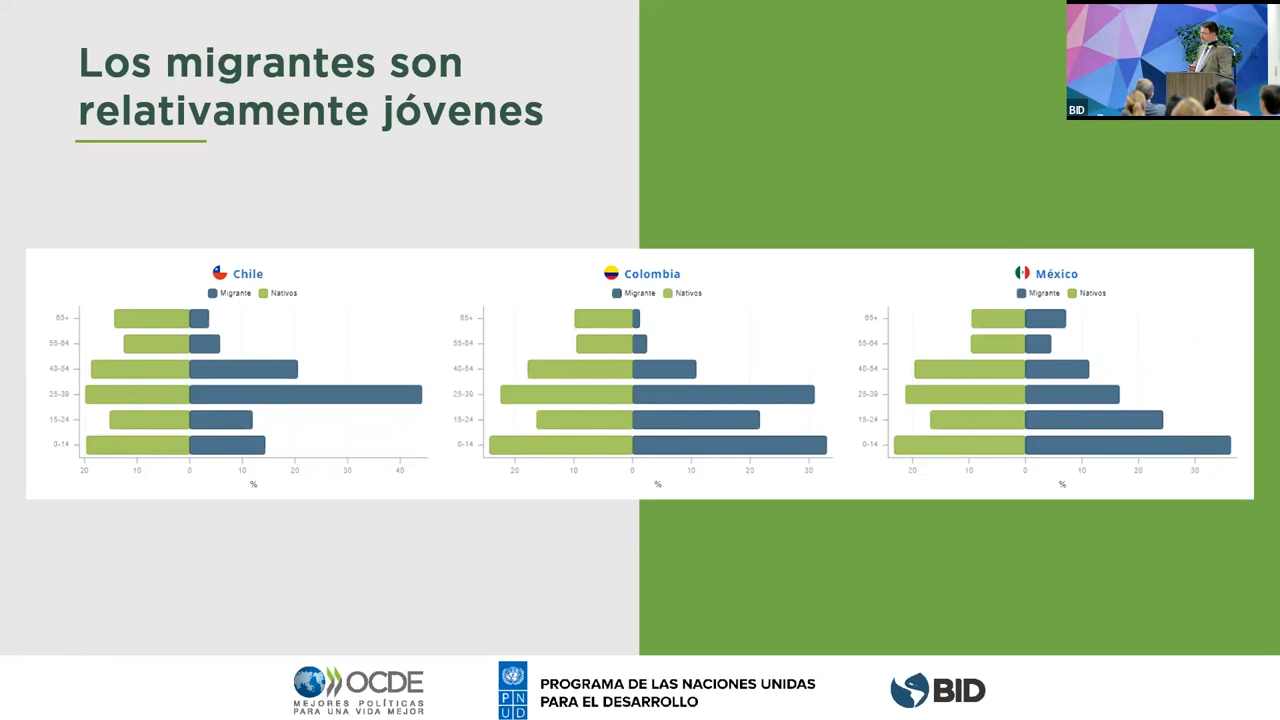 Los migrantes son
relativamente jóvenes
BID
Chile
Migrante Nativos
65+
55-64
40-54
25-39
15-24
0-14
20 10 0 10 20 30 40
%
Colombia
Migrante Nativos
65+
55-64
40-54
25-39
15-24
0-14
20 10 0 10 20 30
%
México
Migrante Nativos
65+
55-64
40-54
25-39
15-24
0-14
20 10 0 10 20 30
%
OCDE
MEJORES POLÍTICAS
PARA UNA VIDA MEJOR
P N
U D
PROGRAMA DE LAS NACIONES UNIDAS
PARA EL DESARROLLO
BID